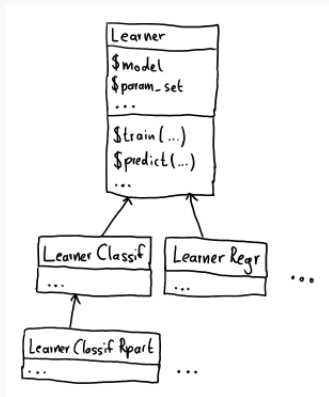 Learner
$model
$param_set
...
$train(...)
$predict(...)
...
Learner Classif
...
Learner Regr
...
...
Learner Classif Rpart
...
...